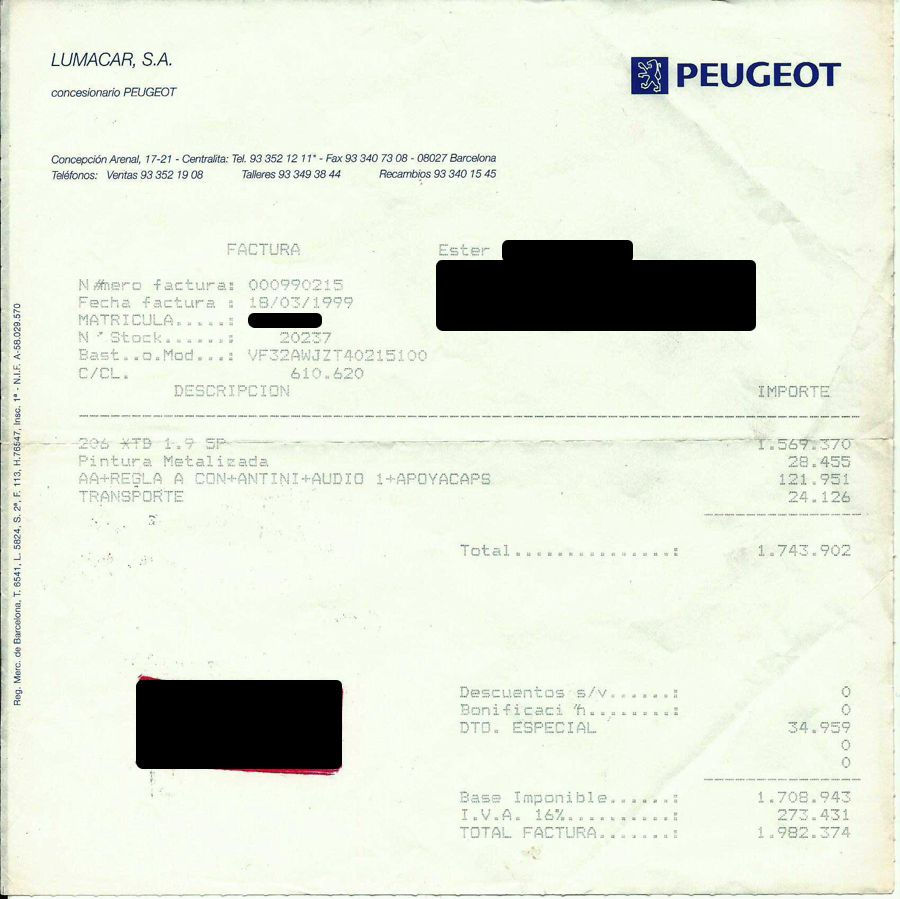 LUMACAR, S.A.
concesionario PEUGEOT
PEUGEOT
Concepción Arenal, 17-21 - Centralita: Tel. 93 352 12 11* - Fax 93 340 73 08 - 08027 Barcelona
Teléfonos: Ventas 93 352 19 08 Talleres 93 349 38 44 Recambios 93 340 15 45
FACTURA Ester
Número factura: 000990215
Fecha factura : 18/03/1999
MATRICULA.....:
N° Stock......: 20237
Bast..o.Mod...: VF32AWJZT40215100
C/CL. 610.620
DESCRIPCION IMPORTE
206 XTD 1.9 5P 1.569.370
Pintura Metalizada 28.455
AA+REGLA A CON+ANTINI+AUDIO 1+APOYACAPS 121.951
TRANSPORTE 24.126
Total................: 1.743.902
Descuentos s/v......: 0
Bonificaci n.........: 0
DTO. ESPECIAL 34.959
0
0
Base Imponible......: 1.708.943
I.V.A. 16%..........: 273.431
TOTAL FACTURA.......: 1.982.374
Reg. Merc. de Barcelona, T. 6541, L. 5824, S. 2ª, F. 113, H.76547, Insc. 1ª - N.I.F. A-58.029.570